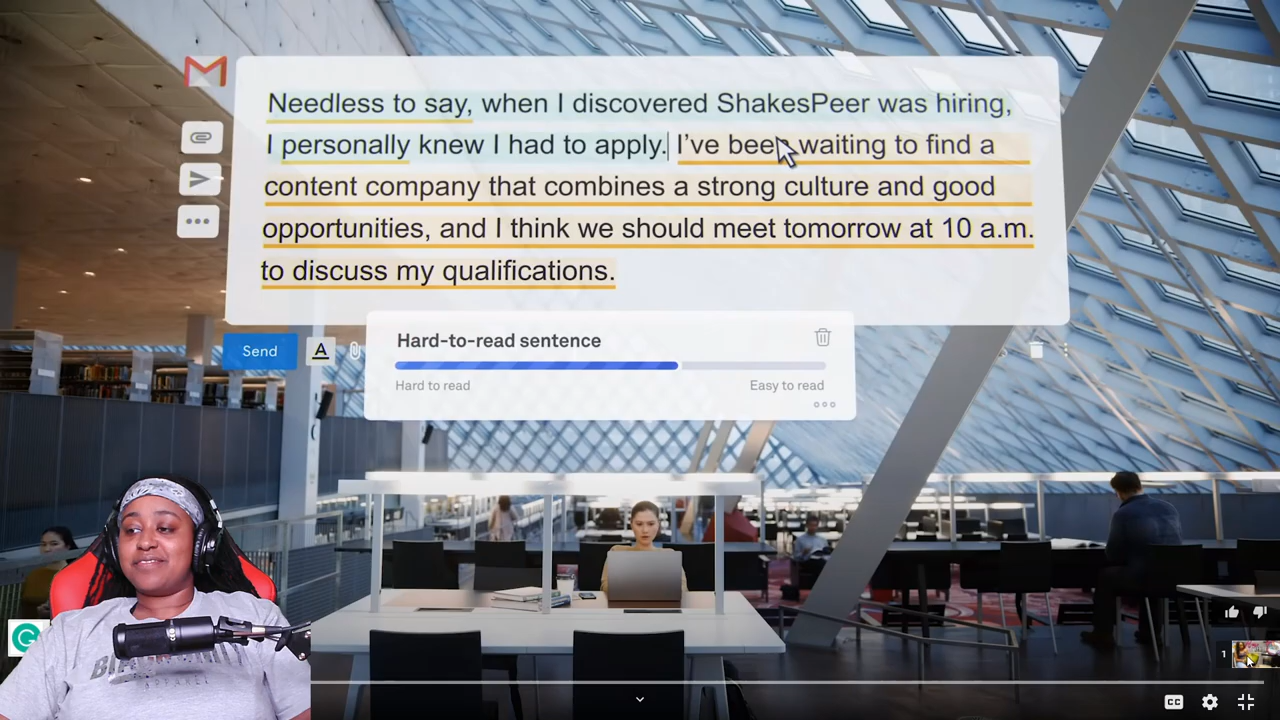 Needless to say, when I discovered ShakesPeer was hiring,
I personally knew I had to apply. I've been waiting to find a
content company that combines a strong culture and good
opportunities, and I think we should meet tomorrow at 10 a.m.
to discuss my qualifications.
Send
A
Hard-to-read sentence
Hard to read
Easy to read
1
CC